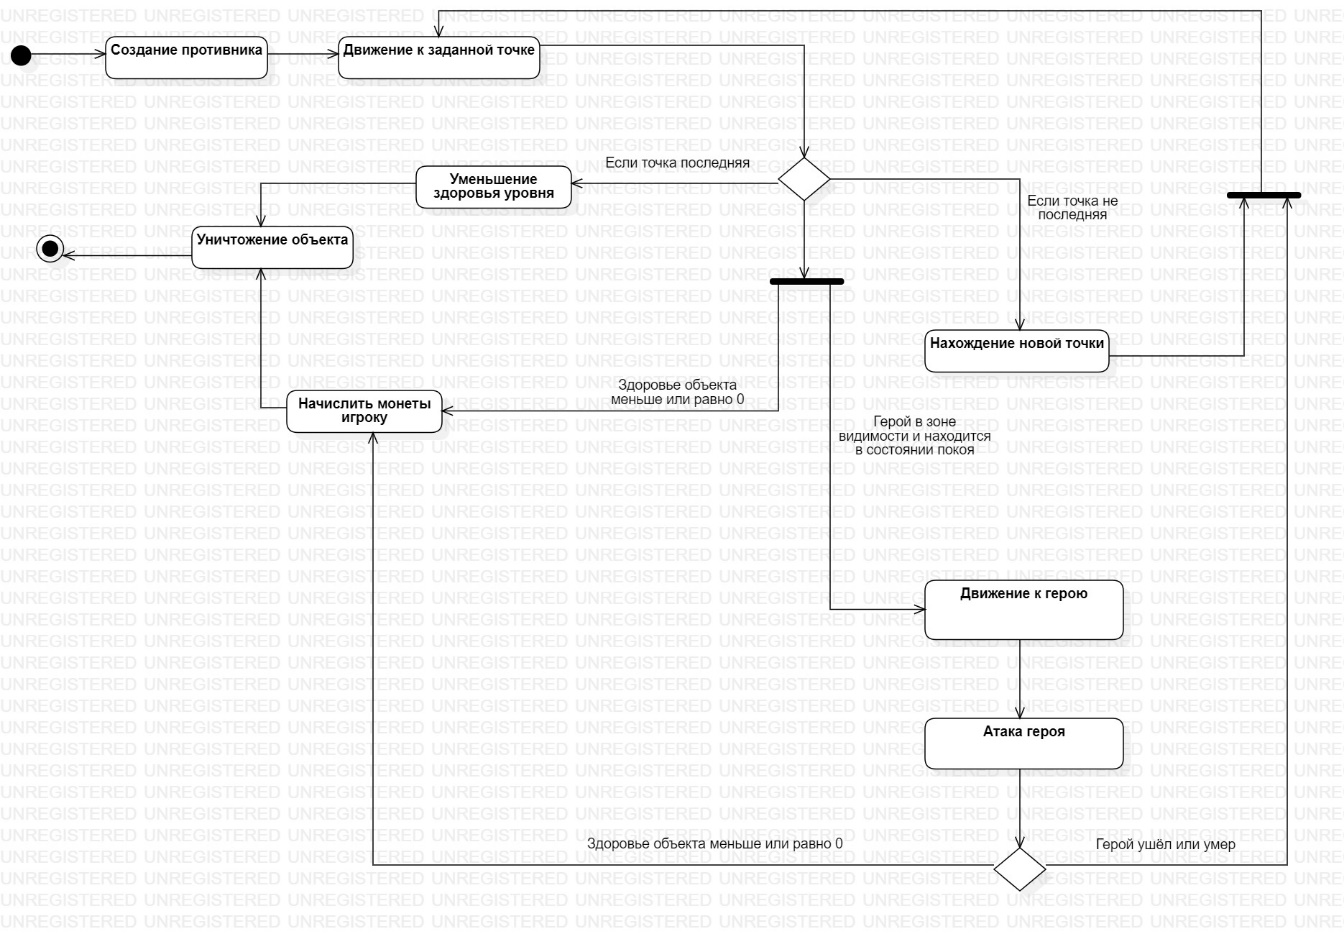 Создание противника
Движение к заданной точке
Если точка последняя
Уменьшение
здоровья уровня
Если точка не
последняя
Уничтожение объекта
Нахождение новой точки
Здоровье объекта
меньше или равно 0
Начислить монеты
игроку
Герой в зоне
видимости и находится
в состоянии покоя
Движение к герою
Атака героя
Здоровье объекта меньше или равно 0
Герой ушёл или умер
UNREGISTERED